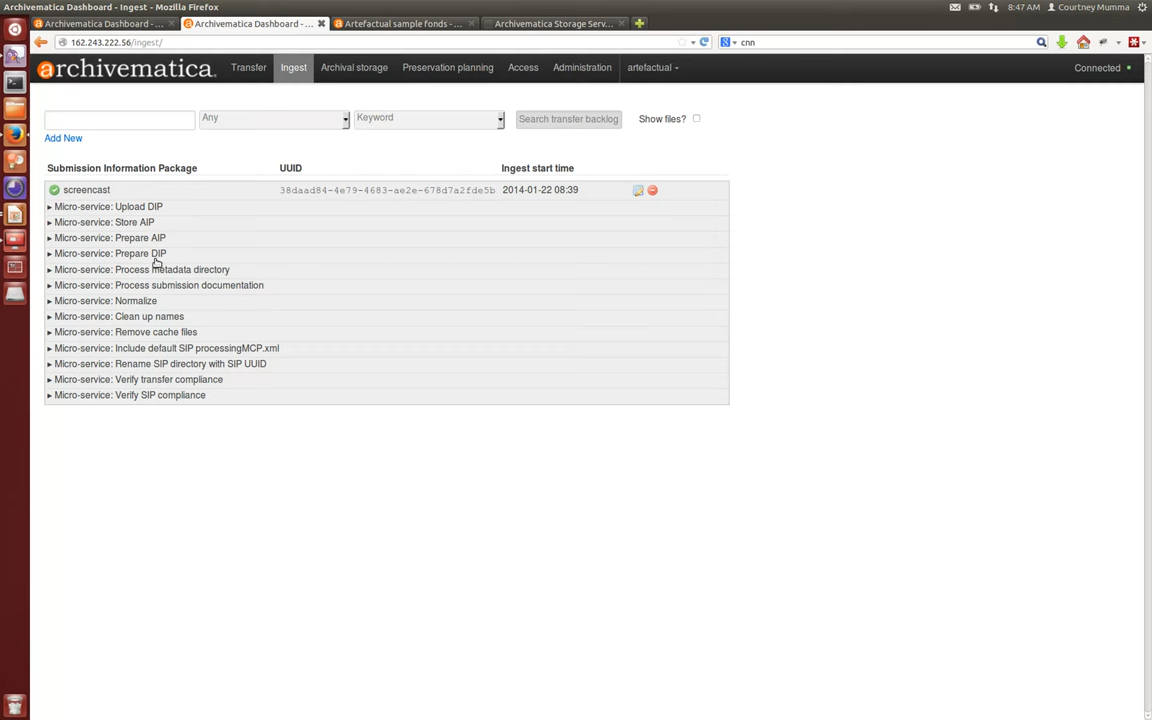 Archivematica Dashboard - Ingest - Mozilla Firefox
8:47 AM Courtney Mumma
Archivematica Dashboard - ...
Archivematica Dashboard - ...
Artefactual sample fonds - ...
Archivematica Storage Serv...
162.243.222.56/ingest/
cnn
archivematica
Transfer
Ingest
Archival storage
Preservation planning
Access
Administration
artefactual
Connected
Any
Keyword
Search transfer backlog
Show files?
Add New
Submission Information Package UUID Ingest start time
screencast 38daad84-4e79-4683-ae2e-678d7a2fde5b 2014-01-22 08:39
Micro-service: Upload DIP
Micro-service: Store AIP
Micro-service: Prepare AIP
Micro-service: Prepare DIP
Micro-service: Process metadata directory
Micro-service: Process submission documentation
Micro-service: Normalize
Micro-service: Clean up names
Micro-service: Remove cache files
Micro-service: Include default SIP processingMCP.xml
Micro-service: Rename SIP directory with SIP UUID
Micro-service: Verify transfer compliance
Micro-service: Verify SIP compliance